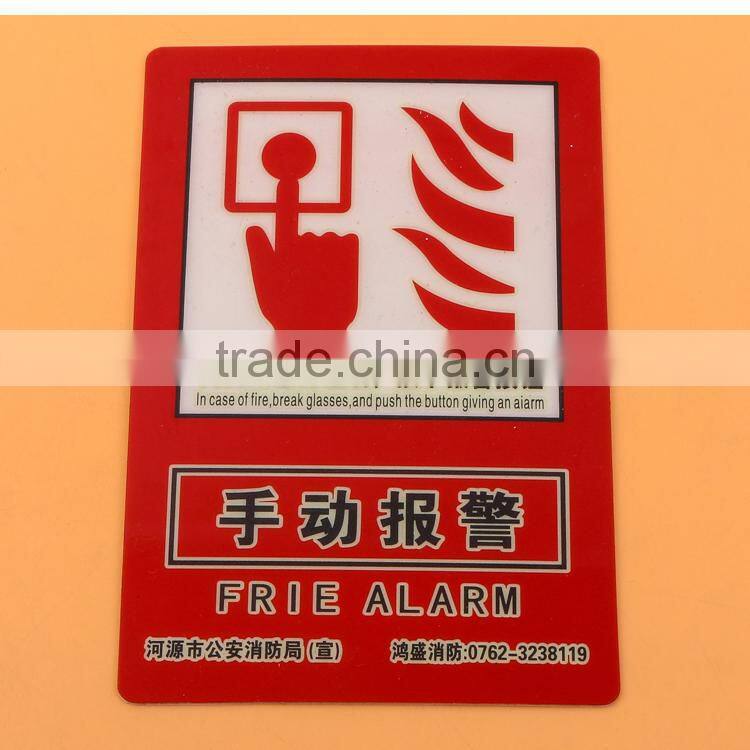 trade.china.cn
In case of fire,break glasses,and push the button giving an aiarm
手动报警
FRIE ALARM
河源市公安消防局(宣) 鸿盛消防:0762-3238119